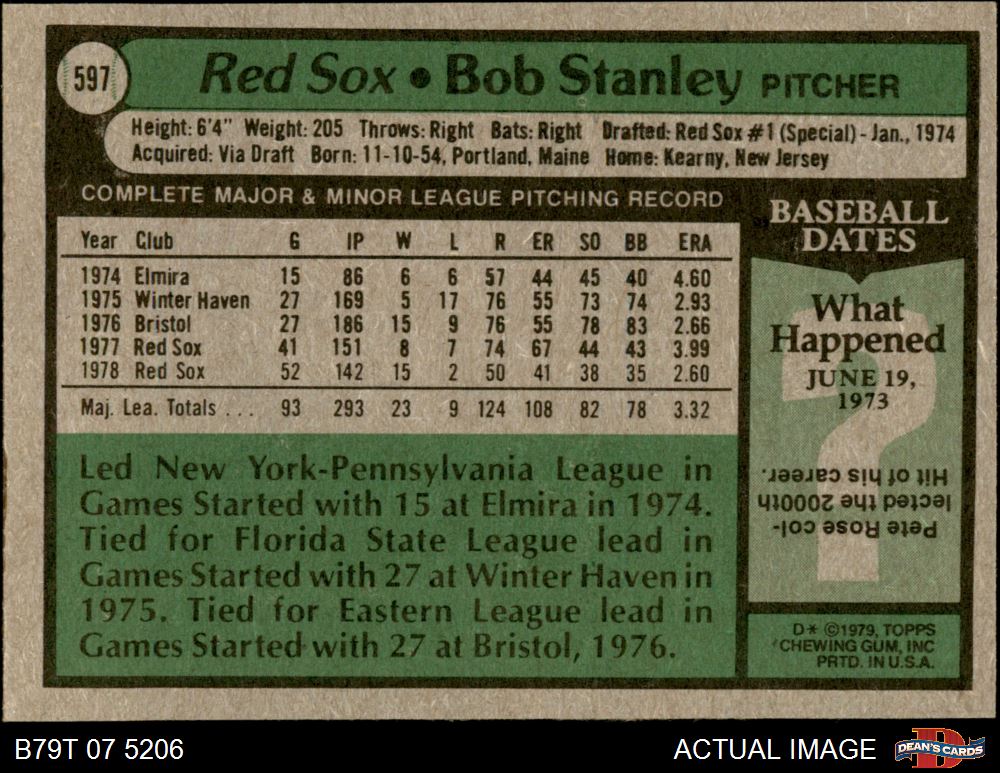 597
Red Sox • Bob Stanley PITCHER
Height: 6'4" Weight: 205 Throws: Right Bats: Right Drafted: Red Sox #1 (Special) - Jan., 1974
Acquired: Via Draft Born: 11-10-54, Portland, Maine Home: Kearny, New Jersey
COMPLETE MAJOR & MINOR LEAGUE PITCHING RECORD
Year Club G IP W L R ER SO BB ERA
1974 Elmira 15 86 6 6 57 44 45 40 4.60
1975 Winter Haven 27 169 5 17 76 55 73 74 2.93
1976 Bristol 27 186 15 9 76 55 78 83 2.66
1977 Red Sox 41 151 8 7 74 67 44 43 3.99
1978 Red Sox 52 142 15 2 50 41 38 35 2.60
Maj. Lea. Totals . . . 93 293 23 9 124 108 82 78 3.32
Led New York-Pennsylvania League in
Games Started with 15 at Elmira in 1974.
Tied for Florida State League lead in
Games Started with 27 at Winter Haven in
1975. Tied for Eastern League lead in
Games Started with 27 at Bristol, 1976.
BASEBALL
DATES
What
Happened
JUNE 19,
1973
Pete Rose col-
lected the 2000th
Hit of his career.
D* ©1979, TOPPS
CHEWING GUM, INC
PRTD. IN U.S.A.
B79T 07 5206
ACTUAL IMAGE
D
DEAN'S CARDS